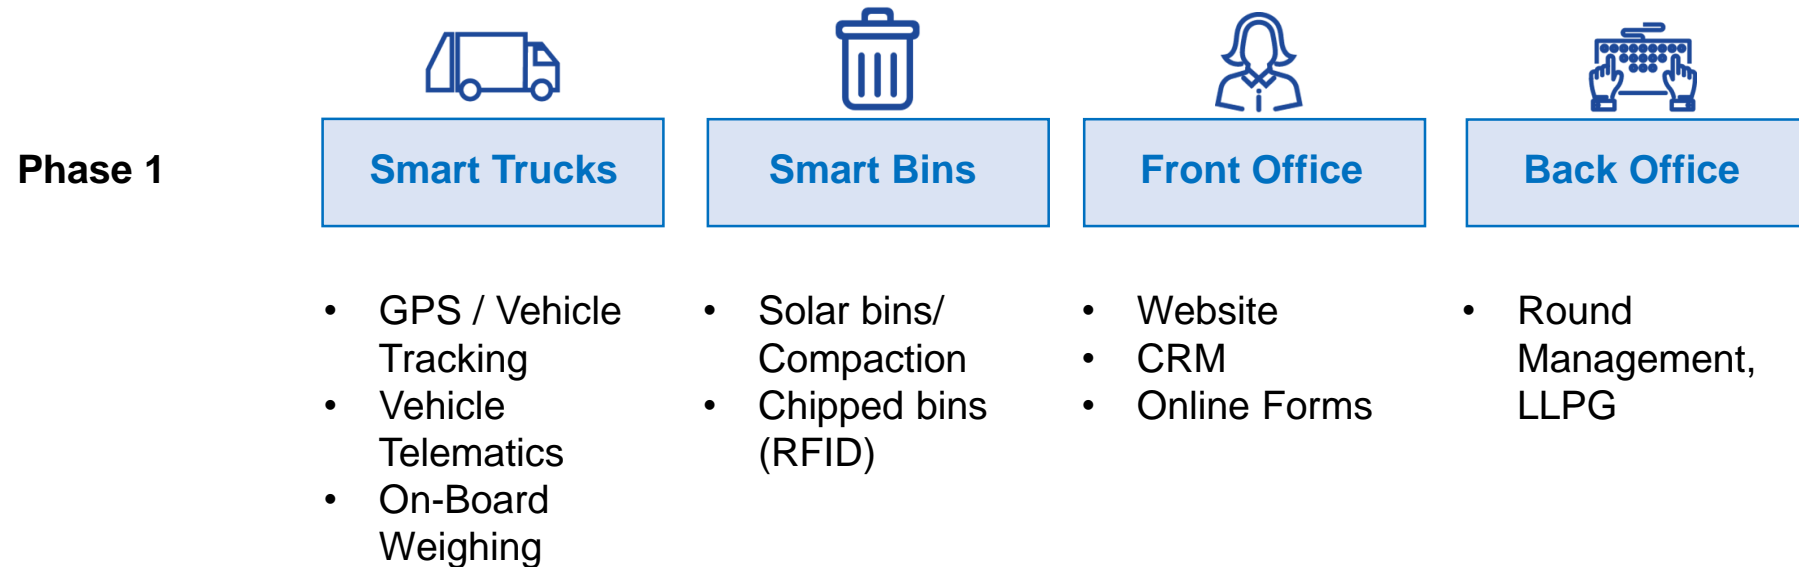 Phase 1
Smart Trucks
Smart Bins
Front Office
Back Office
• GPS / Vehicle
Tracking
• Vehicle
Telematics
• On-Board
Weighing
• Solar bins/
Compaction
• Chipped bins
(RFID)
• Website
• CRM
• Online Forms
• Round
Management,
LLPG